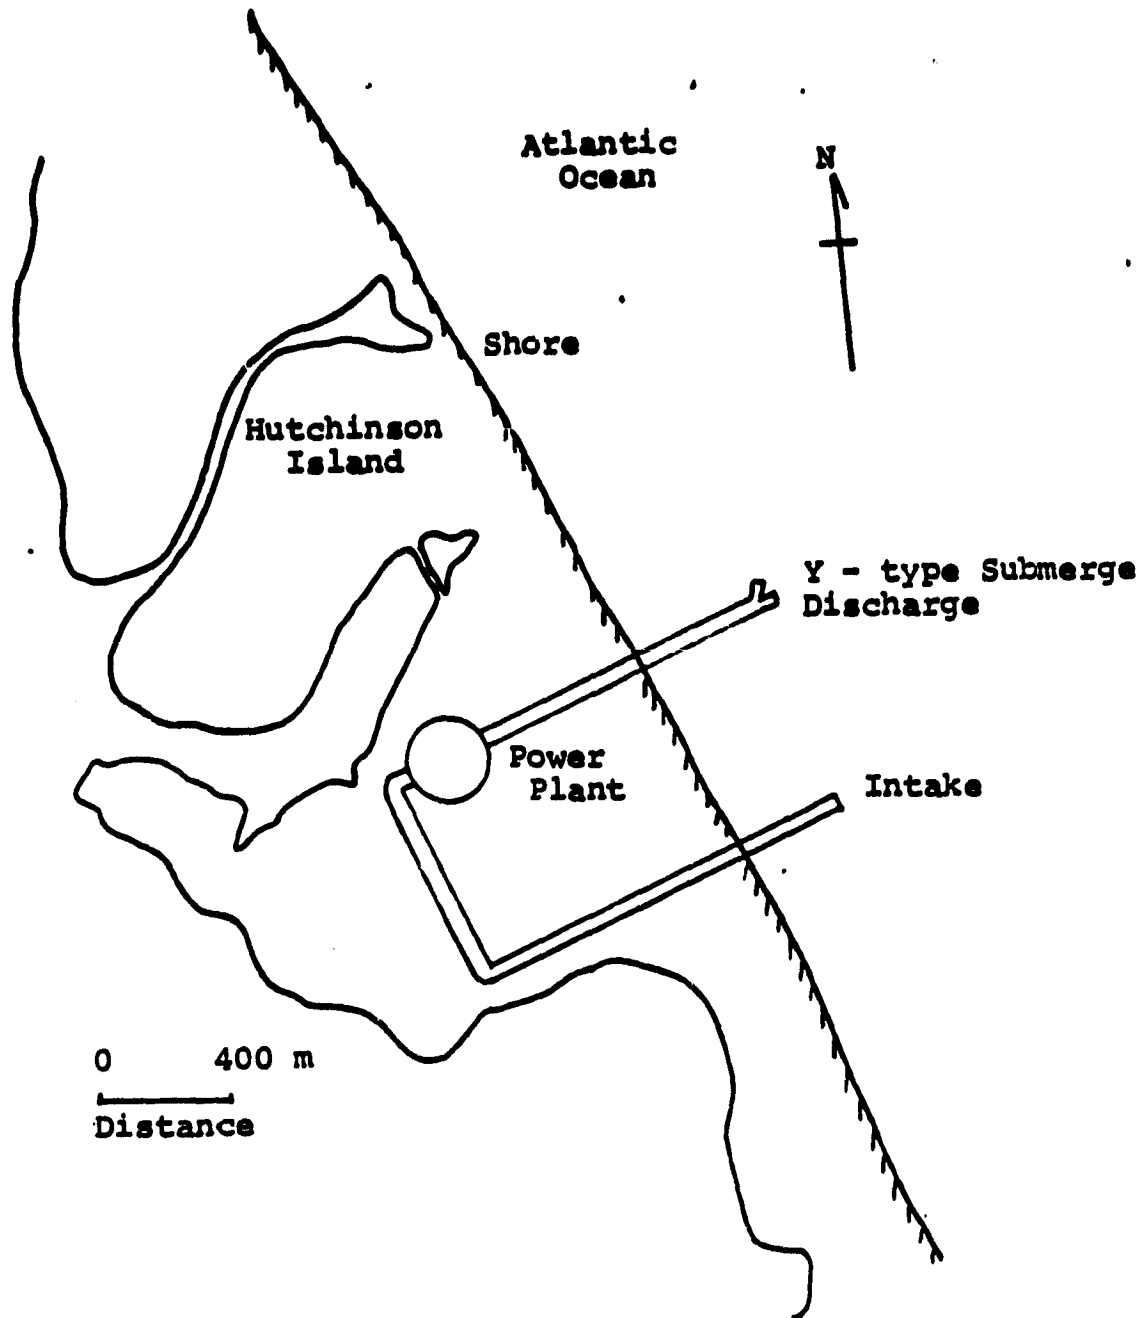 Atlantic
Ocean
N
Shore
Hutchinson
Island
Y - type Submerge
Discharge
Power
Plant
Intake
0 400 m
Distance